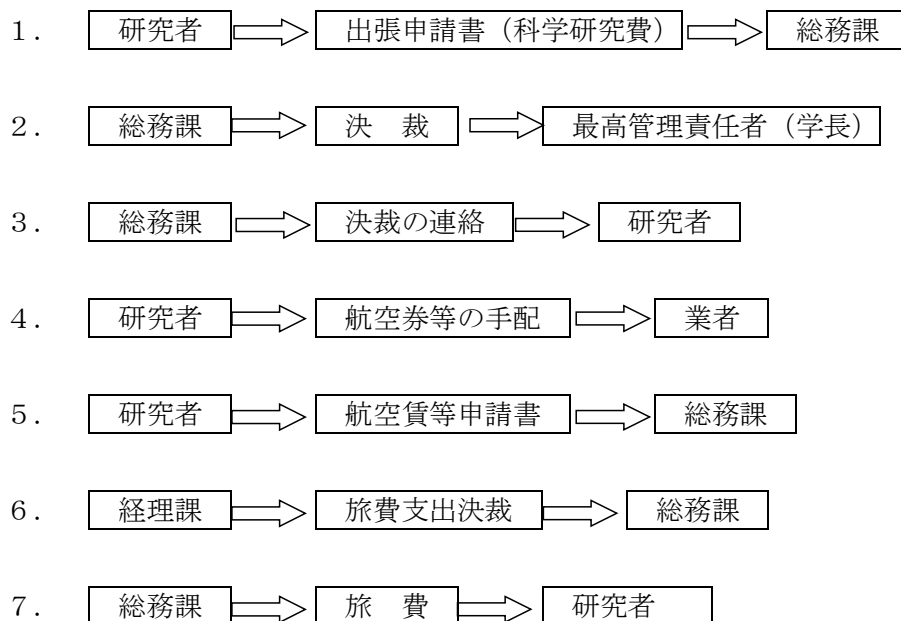 １． 研究者 出張申請書（科学研究費） 総務課
２． 総務課 決　裁 最高管理責任者（学長）
３． 総務課 決裁の連絡 研究者
４． 研究者 航空券等の手配 業者
５． 研究者 航空賃等申請書 総務課
６． 経理課 旅費支出決裁 総務課
７． 総務課 旅　費 研究者